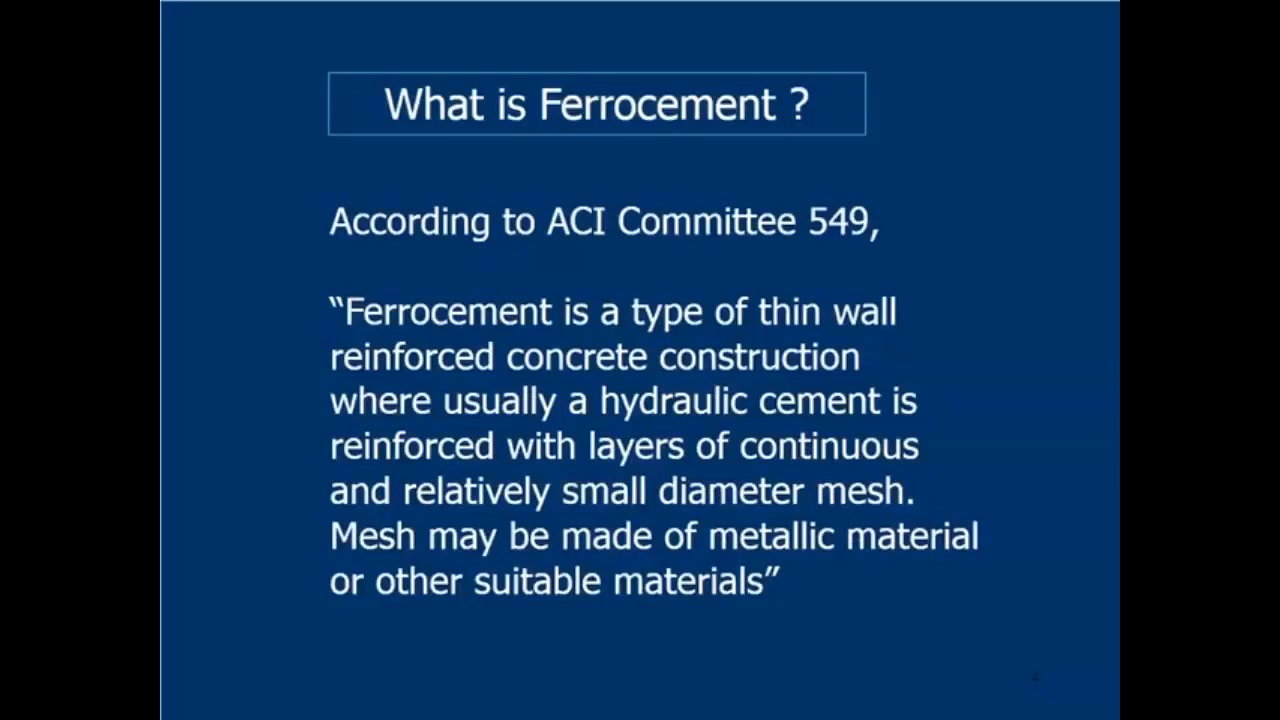 What is Ferrocement ?
According to ACI Committee 549,
“Ferrocement is a type of thin wall
reinforced concrete construction
where usually a hydraulic cement is
reinforced with layers of continuous
and relatively small diameter mesh.
Mesh may be made of metallic material
or other suitable materials”